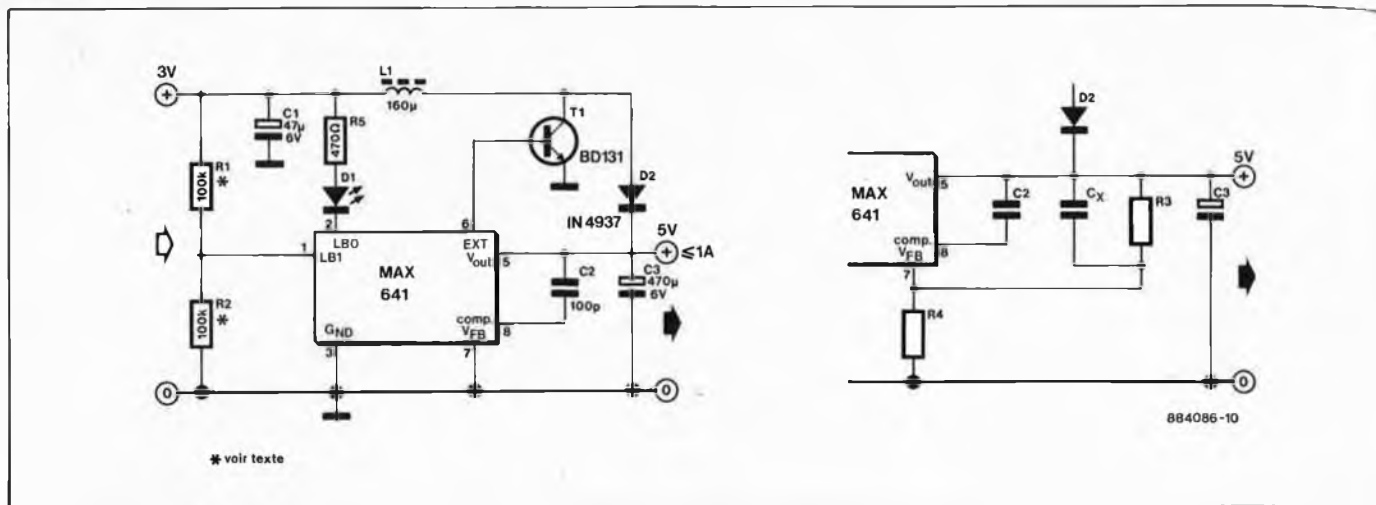 3V
+
R1
100k
*
R2
100k
*
C1
47µ
6V
R5
470Ω
D1
L1
160µ
T1
BD131
D2
IN 4937
5V
+
≤1A
1
2
6
LB0
LB1
EXT
Vout
5
MAX
641
GND
3
comp.
8
VFB
7
C2
100p
C3
470µ
6V
0
0
* voir texte
D2
5V
+
Vout
5
MAX
641
C2
CX
R3
C3
comp.
8
VFB
7
R4
0
884086-10